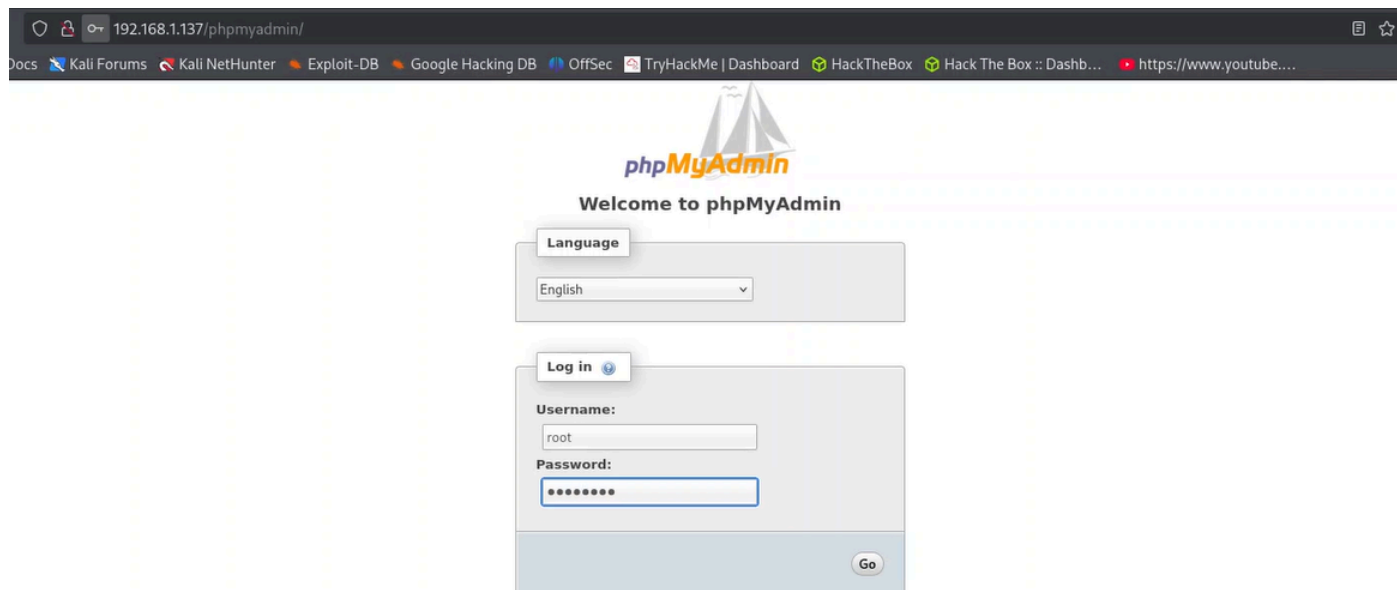 192.168.1.137/phpmyadmin/
Docs Kali Forums Kali NetHunter Exploit-DB Google Hacking DB OffSec TryHackMe | Dashboard HackTheBox Hack The Box :: Dashb... https://www.youtube....
phpMyAdmin
Welcome to phpMyAdmin
Language
English
Log in
Username:
root
Password:
••••••••
Go